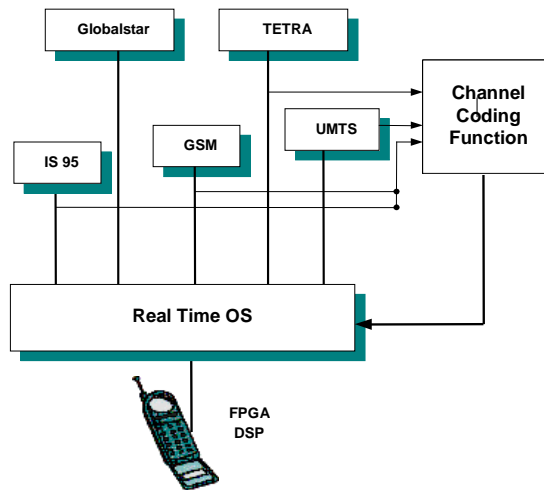 Globalstar
TETRA
Channel
Coding
Function
UMTS
GSM
IS 95
Real Time OS
FPGA
DSP